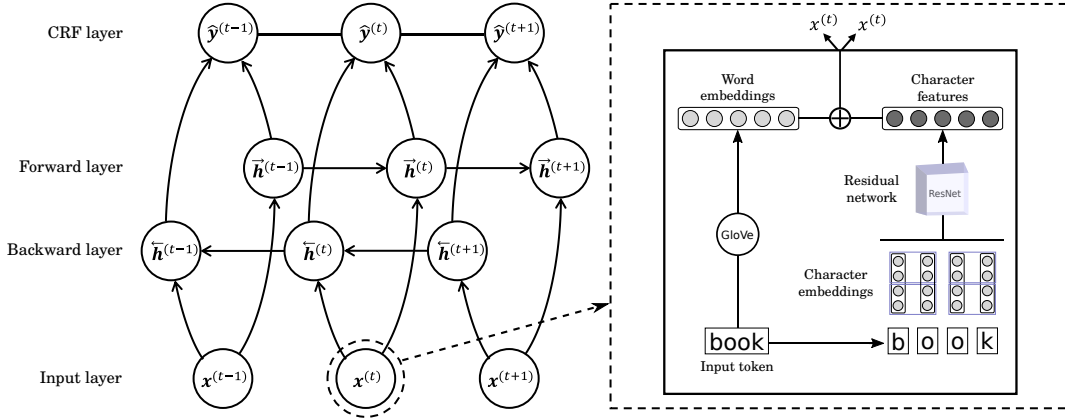 CRF layer
ŷ⁽ᵗ⁻¹⁾ ŷ⁽ᵗ⁾ ŷ⁽ᵗ⁺¹⁾
Forward layer
h⃗⁽ᵗ⁻¹⁾ h⃗⁽ᵗ⁾ h⃗⁽ᵗ⁺¹⁾
Backward layer
h⃖⁽ᵗ⁻¹⁾ h⃖⁽ᵗ⁾ h⃖⁽ᵗ⁺¹⁾
Input layer
x⁽ᵗ⁻¹⁾ x⁽ᵗ⁾ x⁽ᵗ⁺¹⁾
x⁽ᵗ⁾ x⁽ᵗ⁾
Word
embeddings
Character
features
Residual
network
ResNet
GloVe
Character
embeddings
book
Input token
b o o k